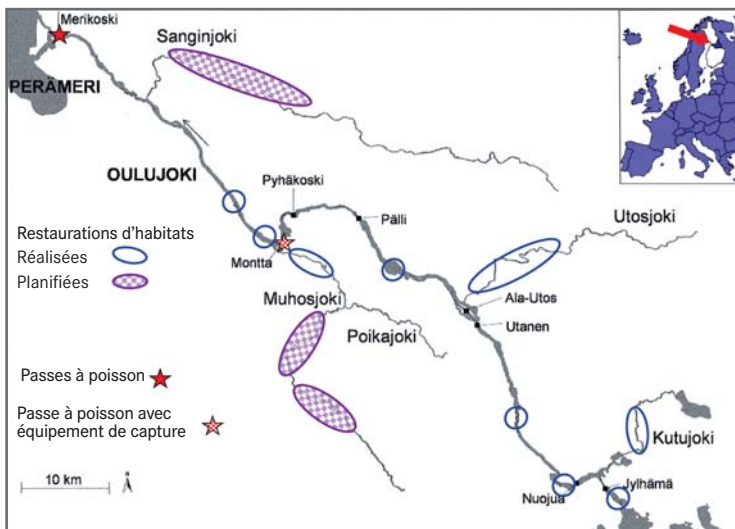 Merikoski
Sanginjoki
PERÄMERI
OULUJOKI
Pyhäkoski
Pälli
Utosjoki
Restaurations d'habitats
Réalisées
Planifiées
Montta
Muhosjoki
Poikajoki
Ala-Utos
Utanen
Passes à poisson
Passe à poisson avec
équipement de capture
Kutujoki
10 km
N
Nuojua
Jylhämä